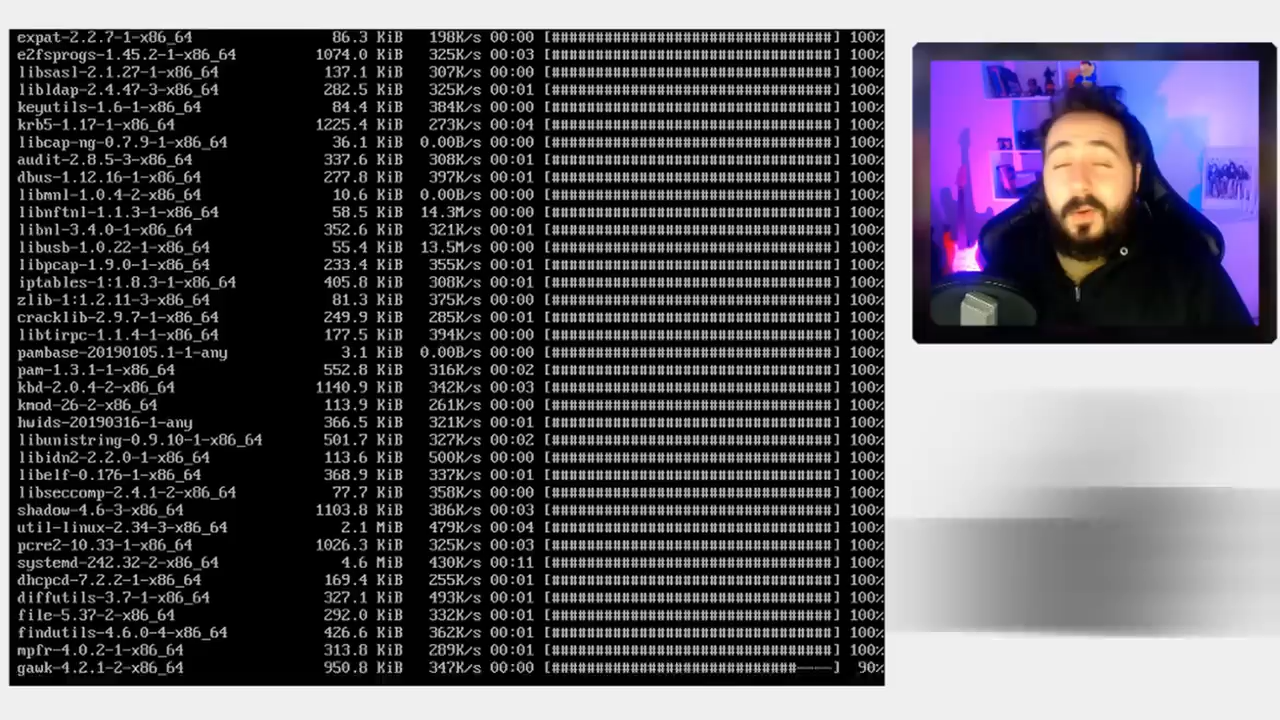 expat-2.2.7-1-x86_64 86.3 KiB 198K/s 00:00 [################################] 100%
e2fsprogs-1.45.2-1-x86_64 1074.0 KiB 325K/s 00:03 [################################] 100%
libsasl-2.1.27-1-x86_64 137.1 KiB 307K/s 00:00 [################################] 100%
libldap-2.4.47-3-x86_64 282.5 KiB 325K/s 00:01 [################################] 100%
keyutils-1.6-1-x86_64 84.4 KiB 384K/s 00:00 [################################] 100%
krb5-1.17-1-x86_64 1225.4 KiB 273K/s 00:04 [################################] 100%
libcap-ng-0.7.9-1-x86_64 36.1 KiB 0.00B/s 00:00 [################################] 100%
audit-2.8.5-3-x86_64 337.6 KiB 308K/s 00:01 [################################] 100%
dbus-1.12.16-1-x86_64 277.8 KiB 397K/s 00:01 [################################] 100%
libmnl-1.0.4-2-x86_64 10.6 KiB 0.00B/s 00:00 [################################] 100%
libnftnl-1.1.3-1-x86_64 58.5 KiB 14.3M/s 00:00 [################################] 100%
libnl-3.4.0-1-x86_64 352.6 KiB 321K/s 00:01 [################################] 100%
libusb-1.0.22-1-x86_64 55.4 KiB 13.5M/s 00:00 [################################] 100%
libpcap-1.9.0-1-x86_64 233.4 KiB 355K/s 00:01 [################################] 100%
iptables-1:1.8.3-1-x86_64 405.8 KiB 308K/s 00:01 [################################] 100%
zlib-1:1.2.11-3-x86_64 81.3 KiB 375K/s 00:00 [################################] 100%
cracklib-2.9.7-1-x86_64 249.9 KiB 285K/s 00:01 [################################] 100%
libtirpc-1.1.4-1-x86_64 177.5 KiB 394K/s 00:00 [################################] 100%
pambase-20190105.1-1-any 3.1 KiB 0.00B/s 00:00 [################################] 100%
pam-1.3.1-1-x86_64 552.8 KiB 316K/s 00:02 [################################] 100%
kbd-2.0.4-2-x86_64 1140.9 KiB 342K/s 00:03 [################################] 100%
kmod-26-2-x86_64 113.9 KiB 261K/s 00:00 [################################] 100%
hwids-20190316-1-any 366.5 KiB 321K/s 00:01 [################################] 100%
libunistring-0.9.10-1-x86_64 501.7 KiB 327K/s 00:02 [################################] 100%
libidn2-2.2.0-1-x86_64 113.6 KiB 500K/s 00:00 [################################] 100%
libelf-0.176-1-x86_64 368.9 KiB 337K/s 00:01 [################################] 100%
libseccomp-2.4.1-2-x86_64 77.7 KiB 358K/s 00:00 [################################] 100%
shadow-4.6-3-x86_64 1103.8 KiB 386K/s 00:03 [################################] 100%
util-linux-2.34-3-x86_64 2.1 MiB 479K/s 00:04 [################################] 100%
pcre2-10.33-1-x86_64 1026.3 KiB 325K/s 00:03 [################################] 100%
systemd-242.32-2-x86_64 4.6 MiB 430K/s 00:11 [################################] 100%
dhcpcd-7.2.2-1-x86_64 169.4 KiB 255K/s 00:01 [################################] 100%
diffutils-3.7-1-x86_64 327.1 KiB 493K/s 00:01 [################################] 100%
file-5.37-2-x86_64 292.0 KiB 332K/s 00:01 [################################] 100%
findutils-4.6.0-4-x86_64 426.6 KiB 362K/s 00:01 [################################] 100%
mpfr-4.0.2-1-x86_64 313.8 KiB 289K/s 00:01 [################################] 100%
gawk-4.2.1-2-x86_64 950.8 KiB 347K/s 00:00 [############################----] 90%